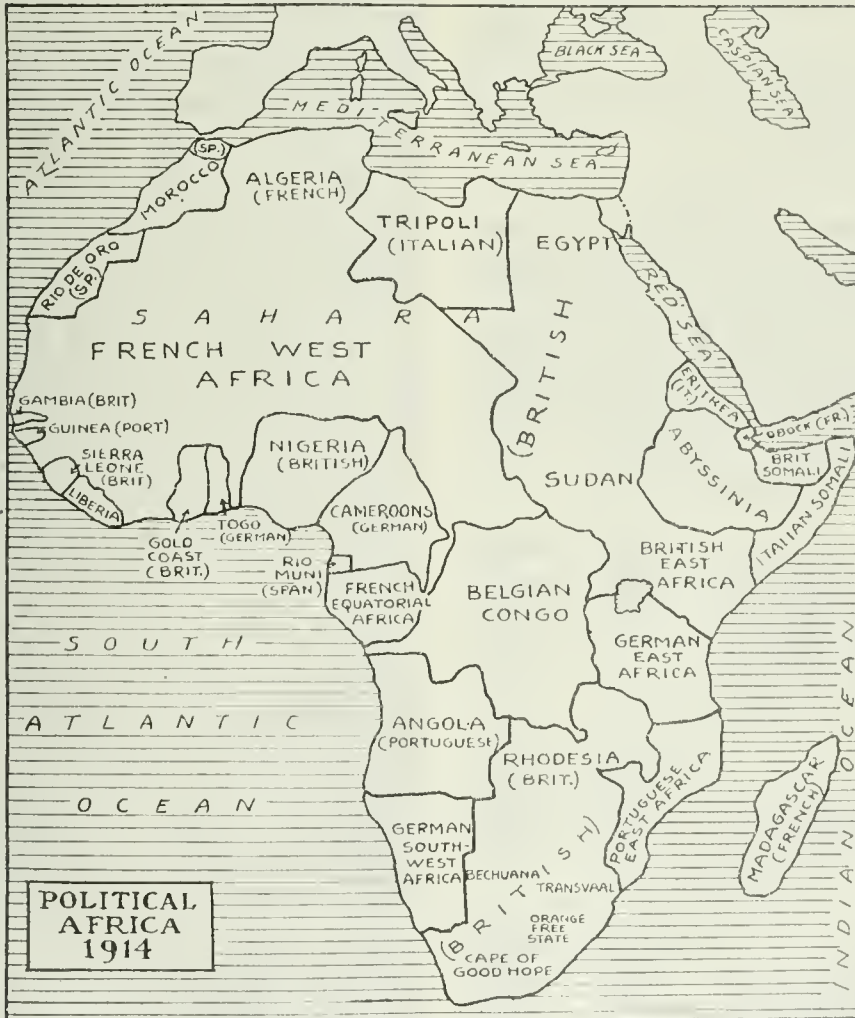 ATLANTIC OCEAN
BLACK SEA
CASPIAN SEA
MEDITERRANEAN SEA
(SP.)
MOROCCO
ALGERIA
(FRENCH)
TRIPOLI
(ITALIAN)
EGYPT
RIO DE ORO
(SP.)
RED SEA
SAHARA
FRENCH WEST
AFRICA
(BRITISH
SUDAN
ERITREA
(IT.)
OBOCK (FR.)
BRIT
SOMALI
ABYSSINIA
ITALIAN SOMALI
GAMBIA (BRIT)
GUINEA (PORT)
SIERRA
LEONE
(BRIT)
LIBERIA
NIGERIA
(BRITISH)
GOLD
COAST
(BRIT.)
TOGO
(GERMAN)
CAMEROONS
(GERMAN)
RIO
MUNI
(SPAN)
FRENCH
EQUATORIAL
AFRICA
BELGIAN
CONGO
BRITISH
EAST
AFRICA
GERMAN
EAST
AFRICA
SOUTH
ATLANTIC
OCEAN
ANGOLA
(PORTUGUESE)
RHODESIA
(BRIT.)
PORTUGUESE
EAST AFRICA
MADAGASCAR
(FRENCH)
INDIAN OCEAN
GERMAN
SOUTH-
WEST
AFRICA
BECHUANA
TRANSVAAL
(BRITISH)
ORANGE
FREE
STATE
CAPE OF
GOOD HOPE
POLITICAL
AFRICA
1914